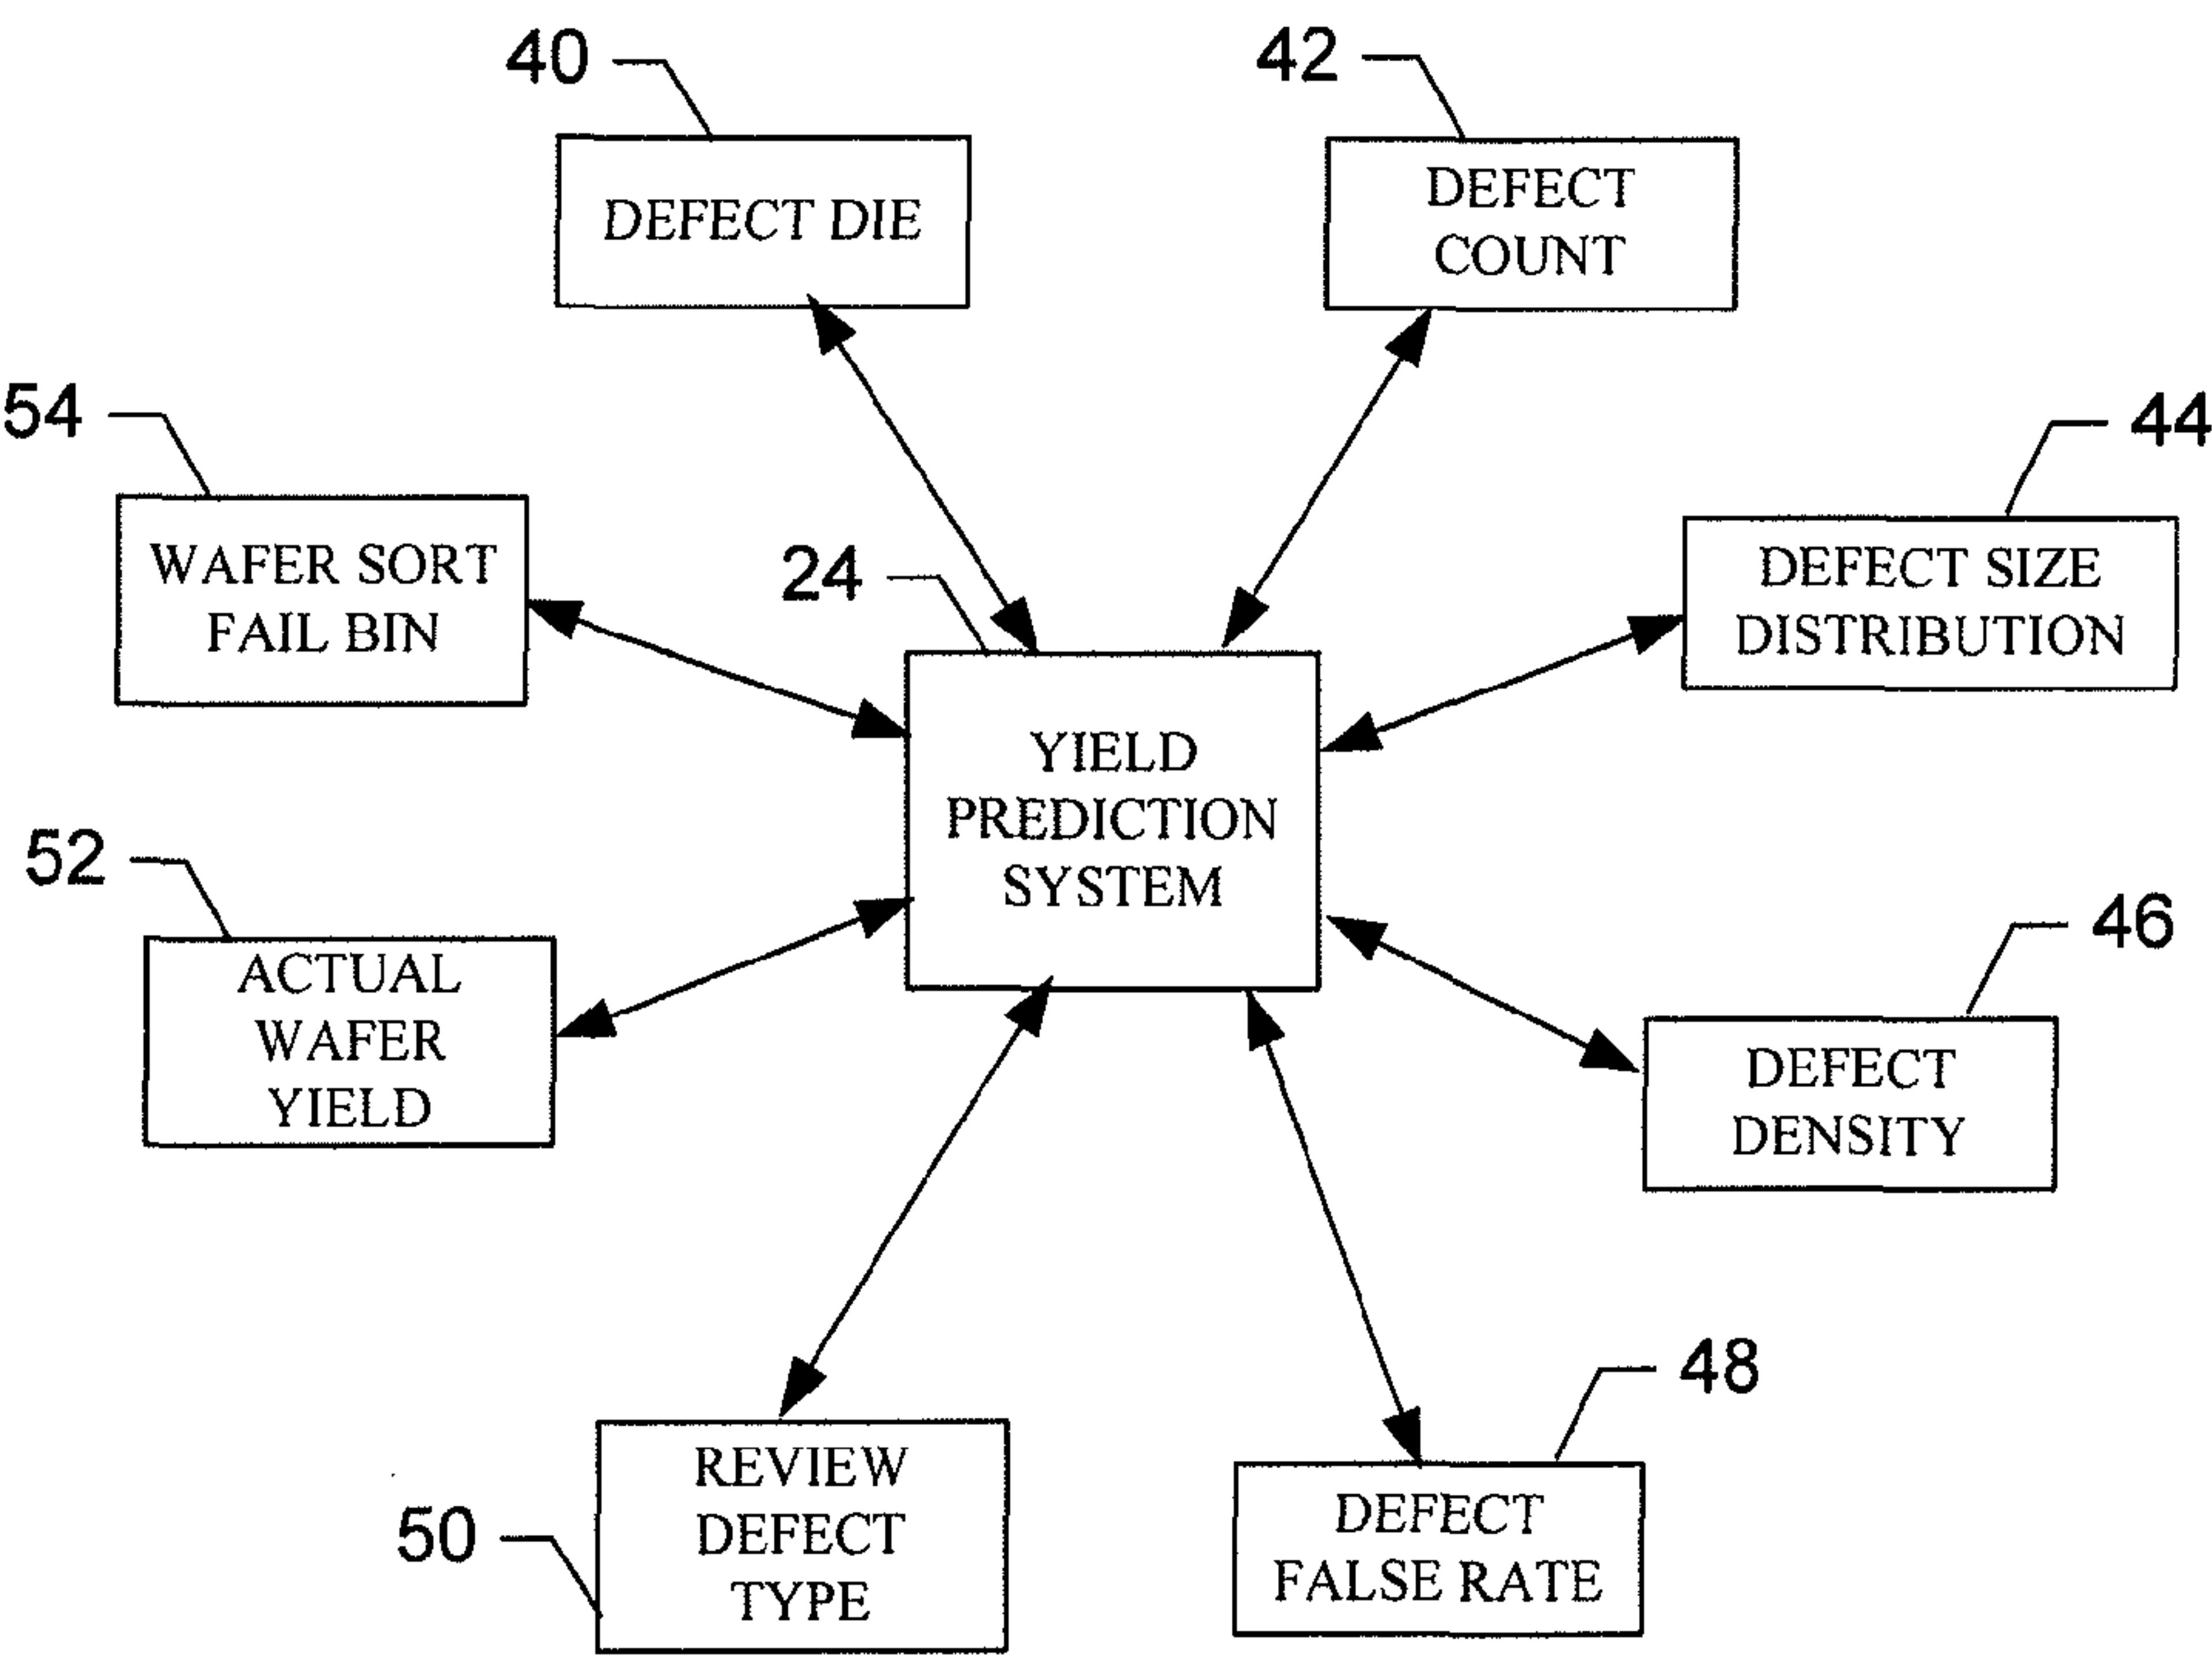 40
DEFECT DIE
42
DEFECT
COUNT
54
WAFER SORT
FAIL BIN
44
DEFECT SIZE
DISTRIBUTION
24
YIELD
PREDICTION
SYSTEM
52
ACTUAL
WAFER
YIELD
46
DEFECT
DENSITY
50
REVIEW
DEFECT
TYPE
48
DEFECT
FALSE RATE